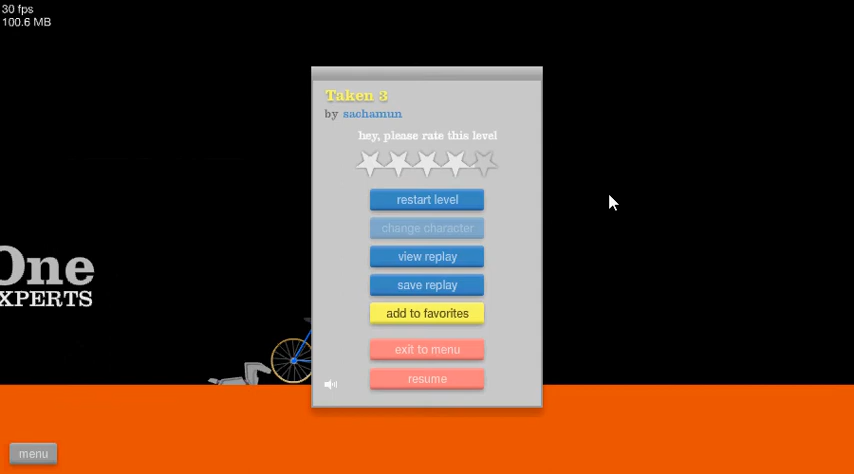 30 fps
100.6 MB
Taken 3
by sachamun
hey, please rate this level
restart level
change character
view replay
save replay
add to favorites
exit to menu
resume
One
XPERTS
menu